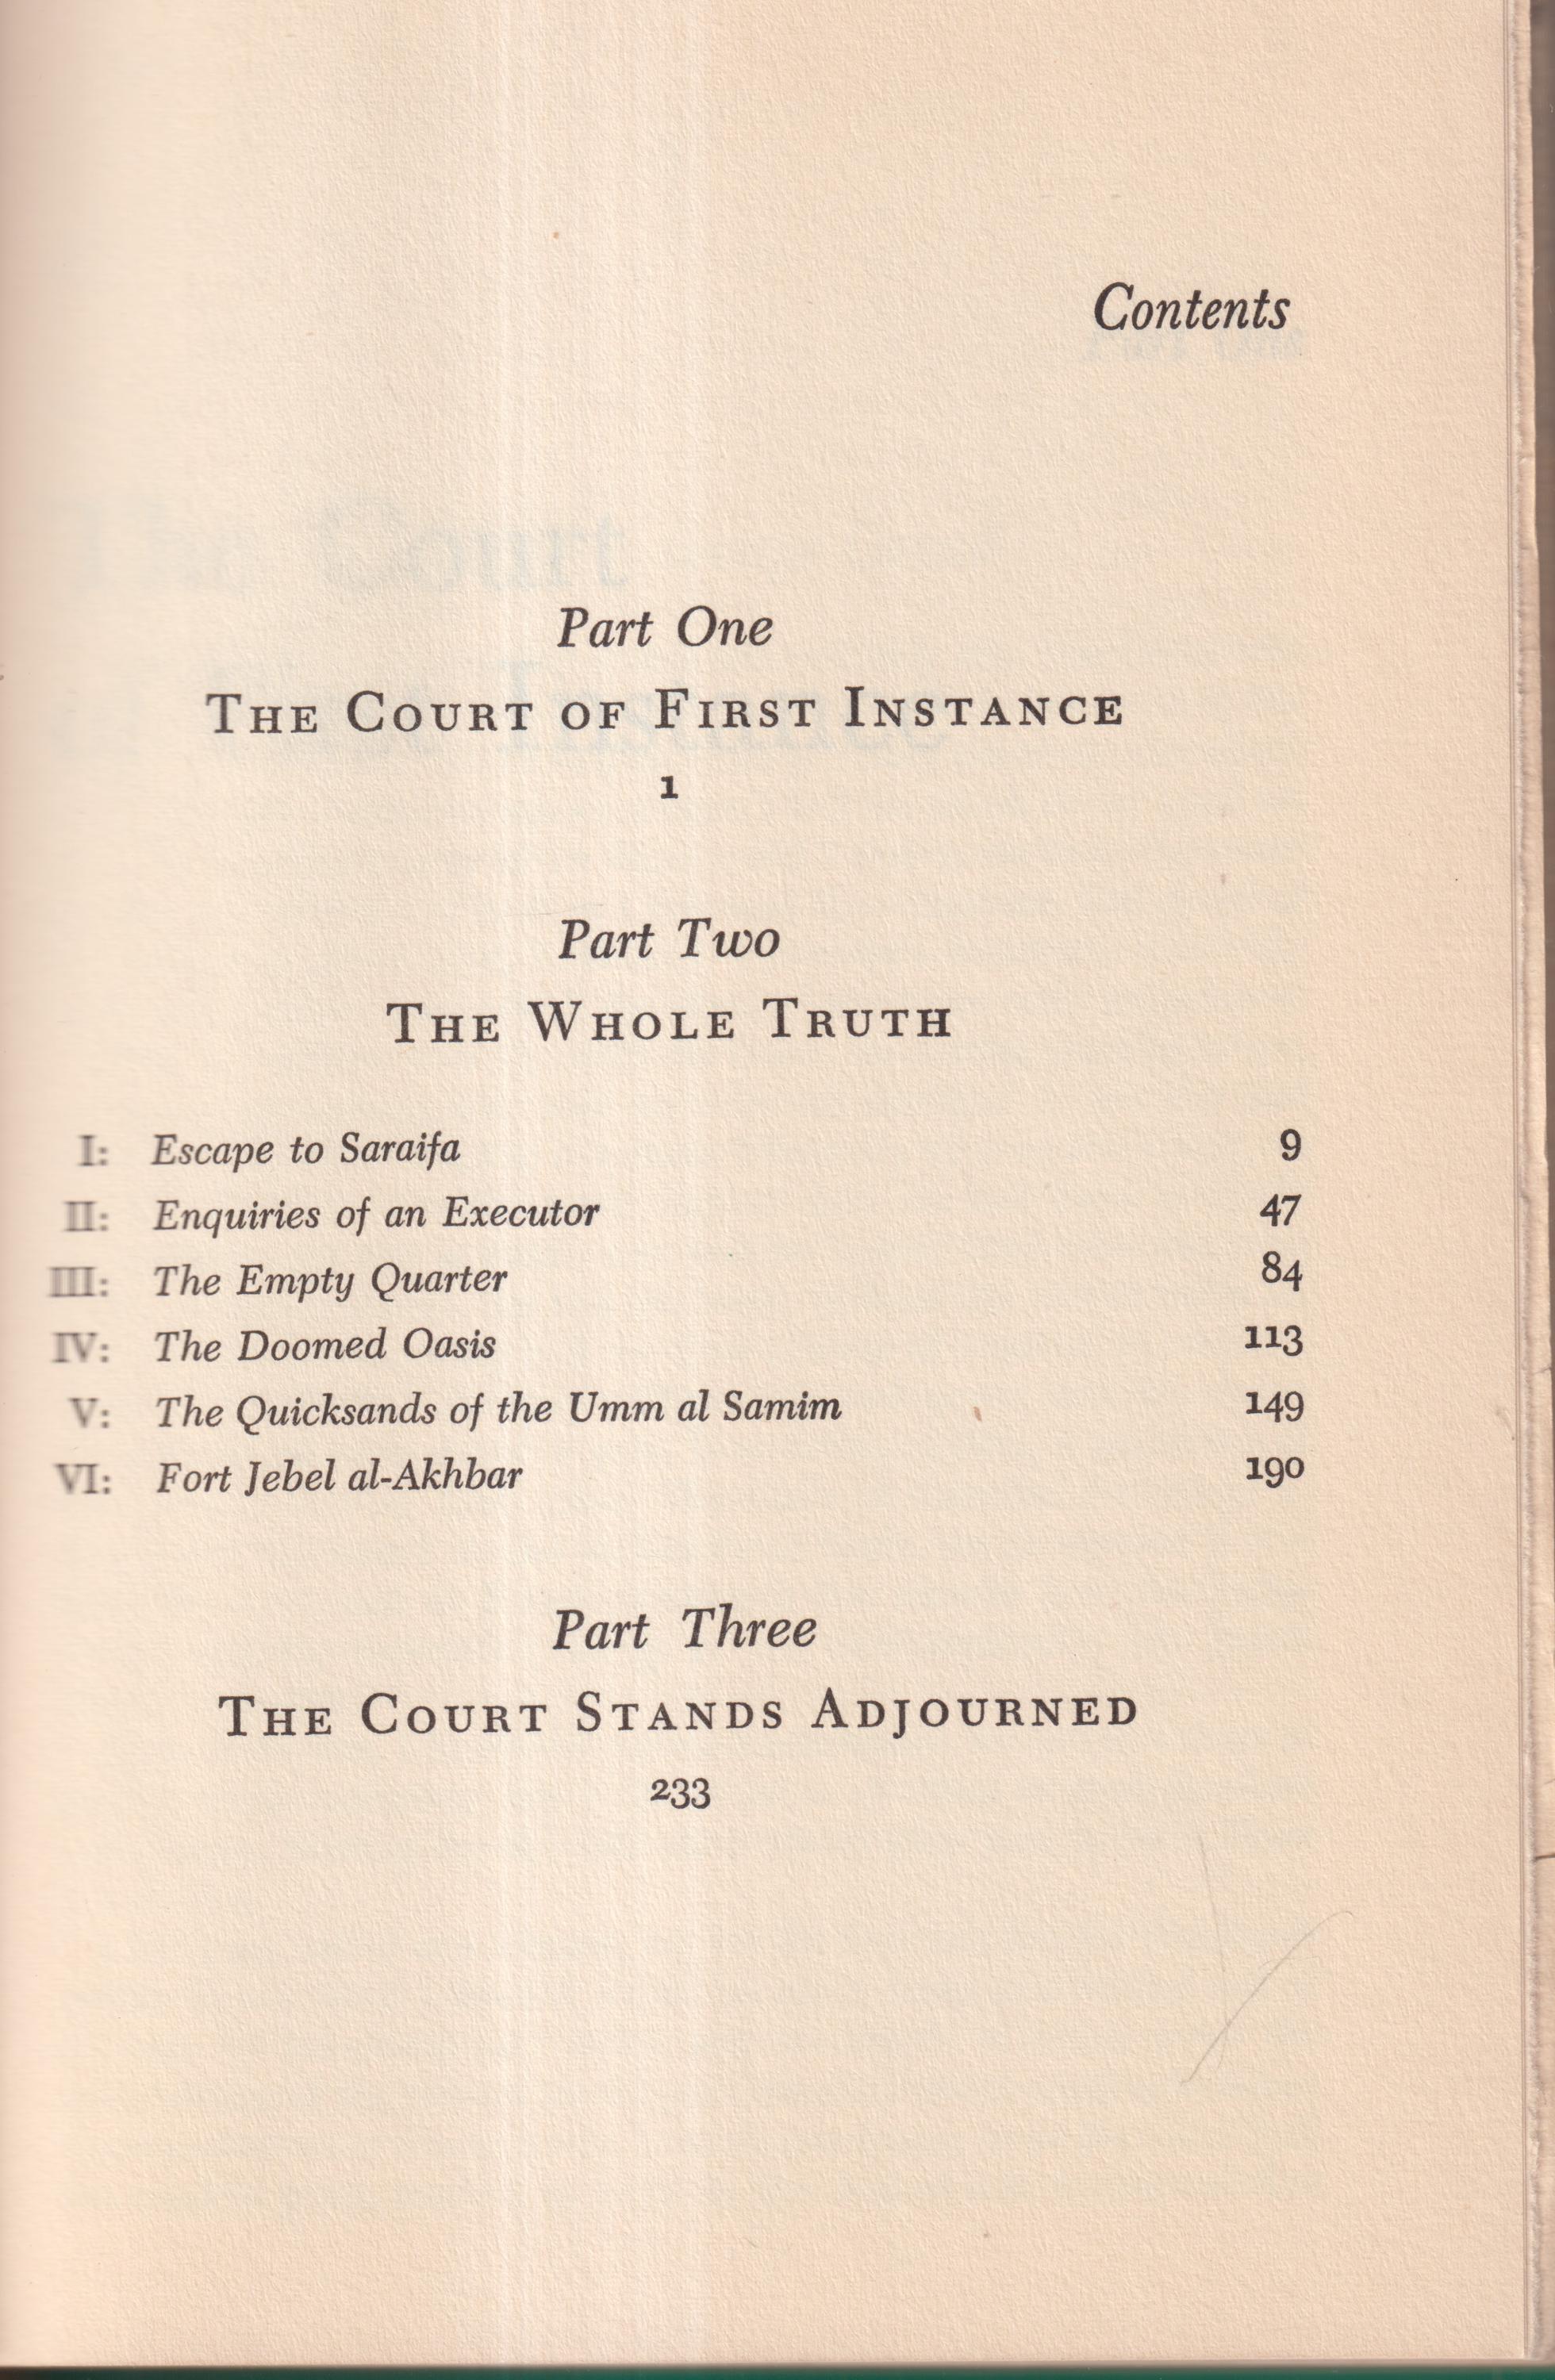 Contents
Part One
THE COURT OF FIRST INSTANCE
1
Part Two
THE WHOLE TRUTH
I: Escape to Saraifa 9
II: Enquiries of an Executor 47
III: The Empty Quarter 84
IV: The Doomed Oasis 113
V: The Quicksands of the Umm al Samim 149
VI: Fort Jebel al-Akhbar 190
Part Three
THE COURT STANDS ADJOURNED
233